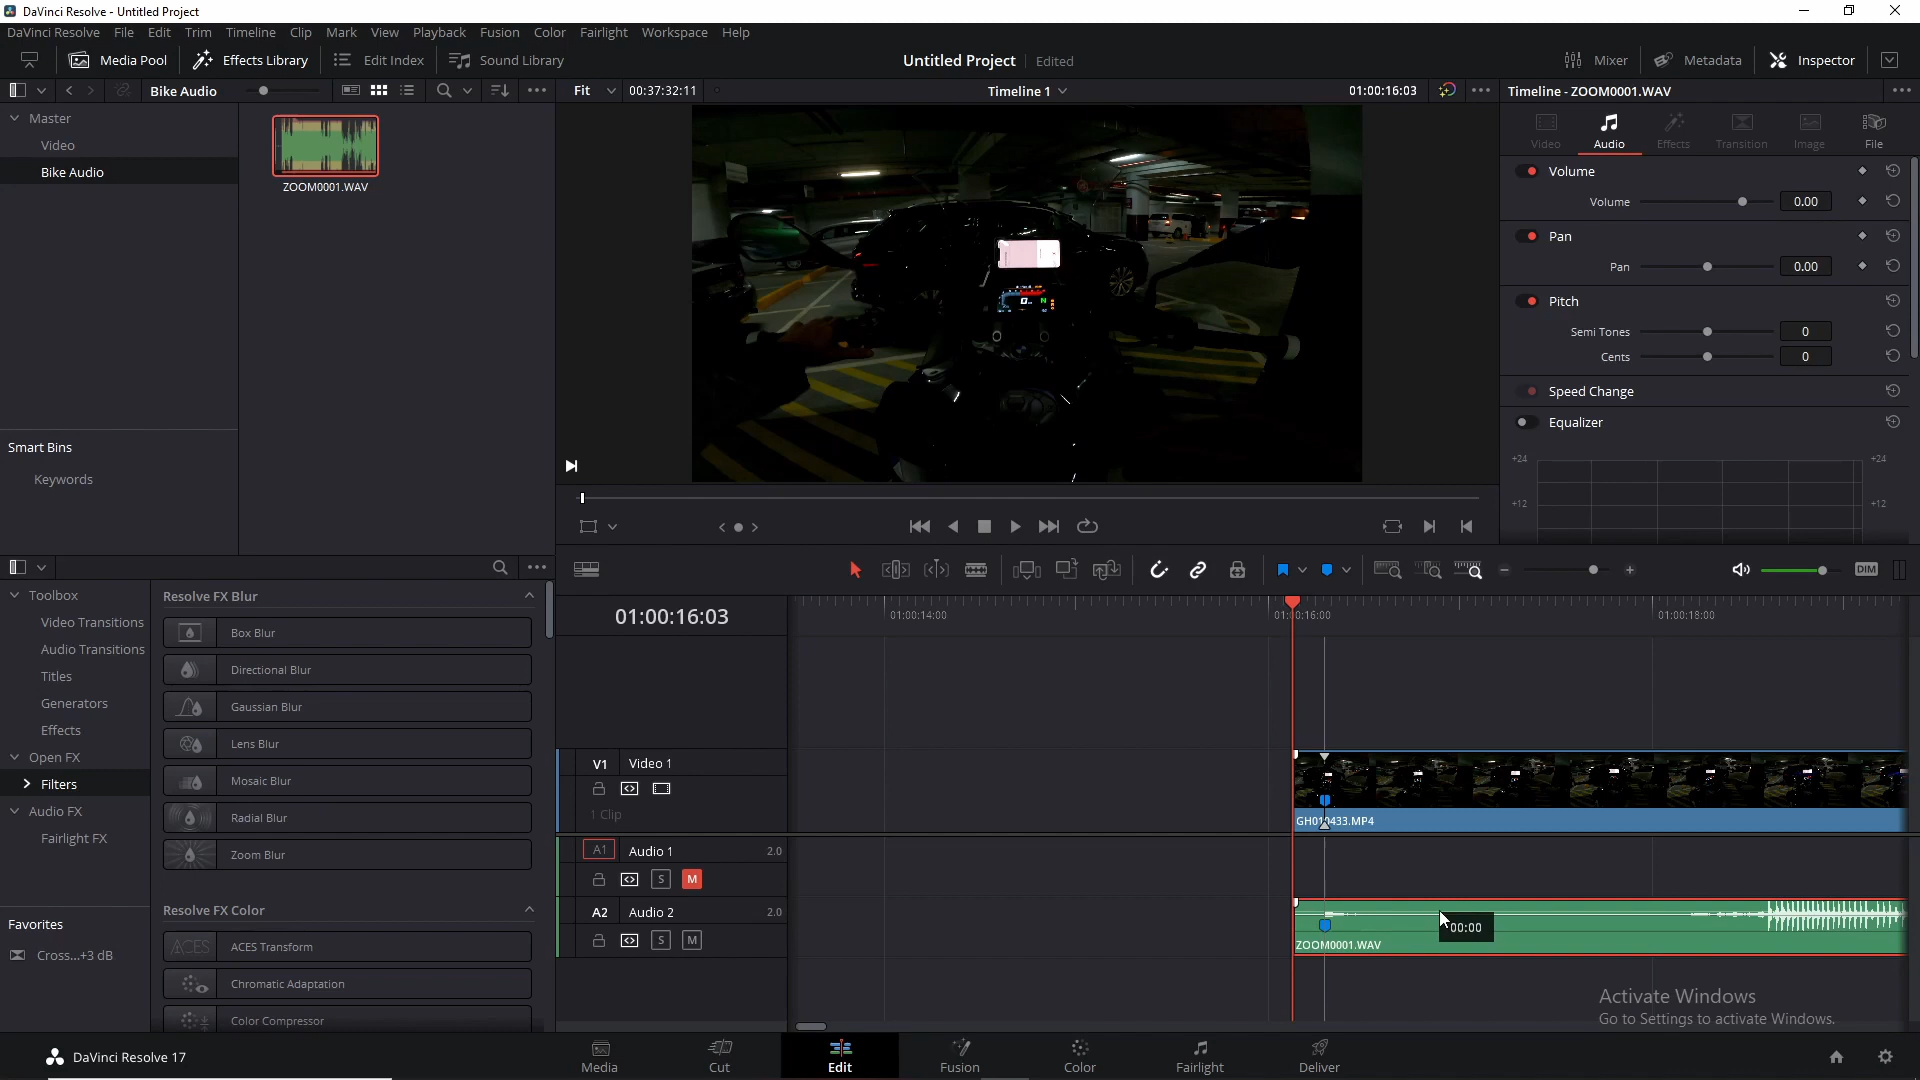 DaVinci Resolve - Untitled Project
DaVinci Resolve File Edit Trim Timeline Clip Mark View Playback Fusion Color Fairlight Workspace Help
Media Pool Effects Library Edit Index Sound Library Untitled Project Edited Mixer Metadata Inspector
Bike Audio Fit 00:37:32:11 Timeline 1 01:00:16:03 Timeline - ZOOM0001.WAV
Master
Video
Bike Audio
ZOOM0001.WAV
Smart Bins
Keywords
Video Audio Effects Transition Image File
Volume
Volume 0.00
Pan
Pan 0.00
Pitch
Semi Tones 0
Cents 0
Speed Change
Equalizer
+24 +24
+12 +12
DIM
Toolbox
Video Transitions
Audio Transitions
Titles
Generators
Effects
Open FX
Filters
Audio FX
Fairlight FX
Favorites
Cross...+3 dB
Resolve FX Blur
Box Blur
Directional Blur
Gaussian Blur
Lens Blur
Mosaic Blur
Radial Blur
Zoom Blur
Resolve FX Color
ACES Transform
Chromatic Adaptation
Color Compressor
01:00:16:03
01:00:14:00 01:00:16:00 01:00:18:00
V1 Video 1
1 Clip
GH010433.MP4
A1 Audio 1 2.0
S M
A2 Audio 2 2.0
S M
00:00
ZOOM0001.WAV
Activate Windows
Go to Settings to activate Windows.
DaVinci Resolve 17
Media Cut Edit Fusion Color Fairlight Deliver